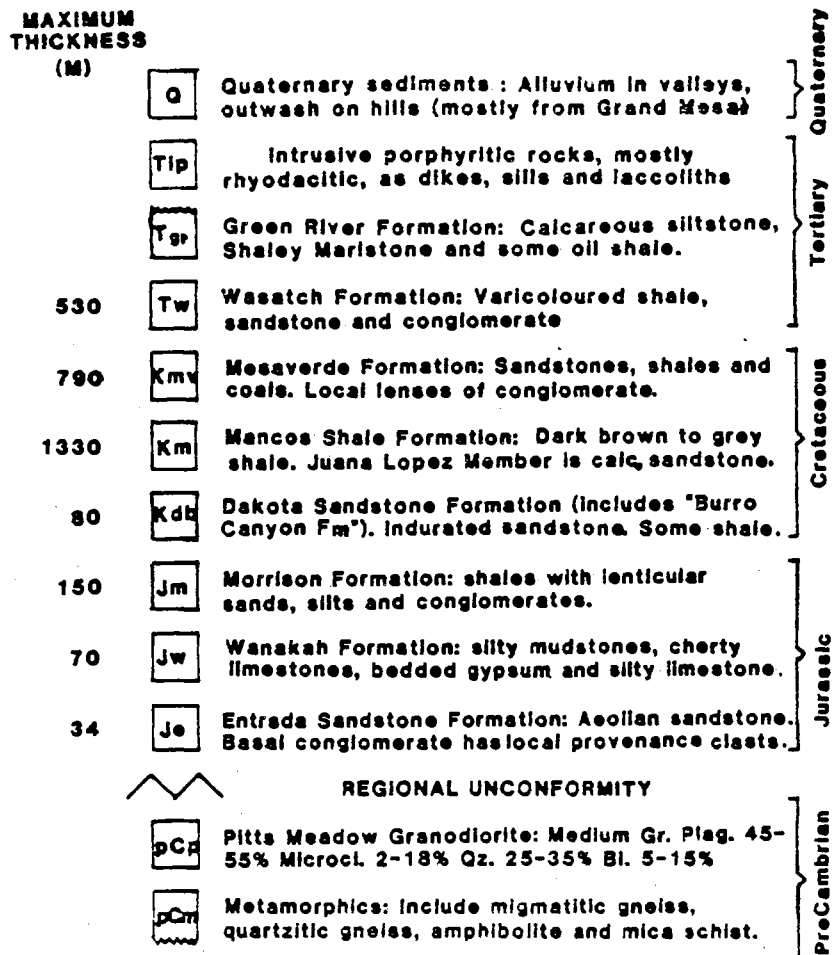 MAXIMUM
THICKNESS
(M)
Q
Quaternary sediments : Alluvium in valleys,
outwash on hills (mostly from Grand Mesa)
Quaternary
Tip
Intrusive porphyritic rocks, mostly
rhyodacitic, as dikes, sills and laccoliths
Tgr
Green River Formation: Calcareous siltstone,
Shaley Marlstone and some oil shale.
Tertiary
530
Tw
Wasatch Formation: Varicoloured shale,
sandstone and conglomerate
790
Kmv
Mesaverde Formation: Sandstones, shales and
coals. Local lenses of conglomerate.
1330
Km
Mancos Shale Formation: Dark brown to grey
shale. Juana Lopez Member is calc, sandstone.
Cretaceous
80
Kdb
Dakota Sandstone Formation (includes "Burro
Canyon Fm"). Indurated sandstone. Some shale.
150
Jm
Morrison Formation: shales with lenticular
sands, silts and conglomerates.
70
Jw
Wanakah Formation: silty mudstones, cherty
limestones, bedded gypsum and silty limestone.
Jurassic
34
Je
Entrada Sandstone Formation: Aeolian sandstone.
Basal conglomerate has local provenance clasts.
REGIONAL UNCONFORMITY
pCp
Pitts Meadow Granodiorite: Medium Gr. Plag. 45-
55% Microcl. 2-18% Qz. 25-35% Bi. 5-15%
pCm
Metamorphics: Include migmatitic gneiss,
quartzitic gneiss, amphibolite and mica schist.
PreCambrian